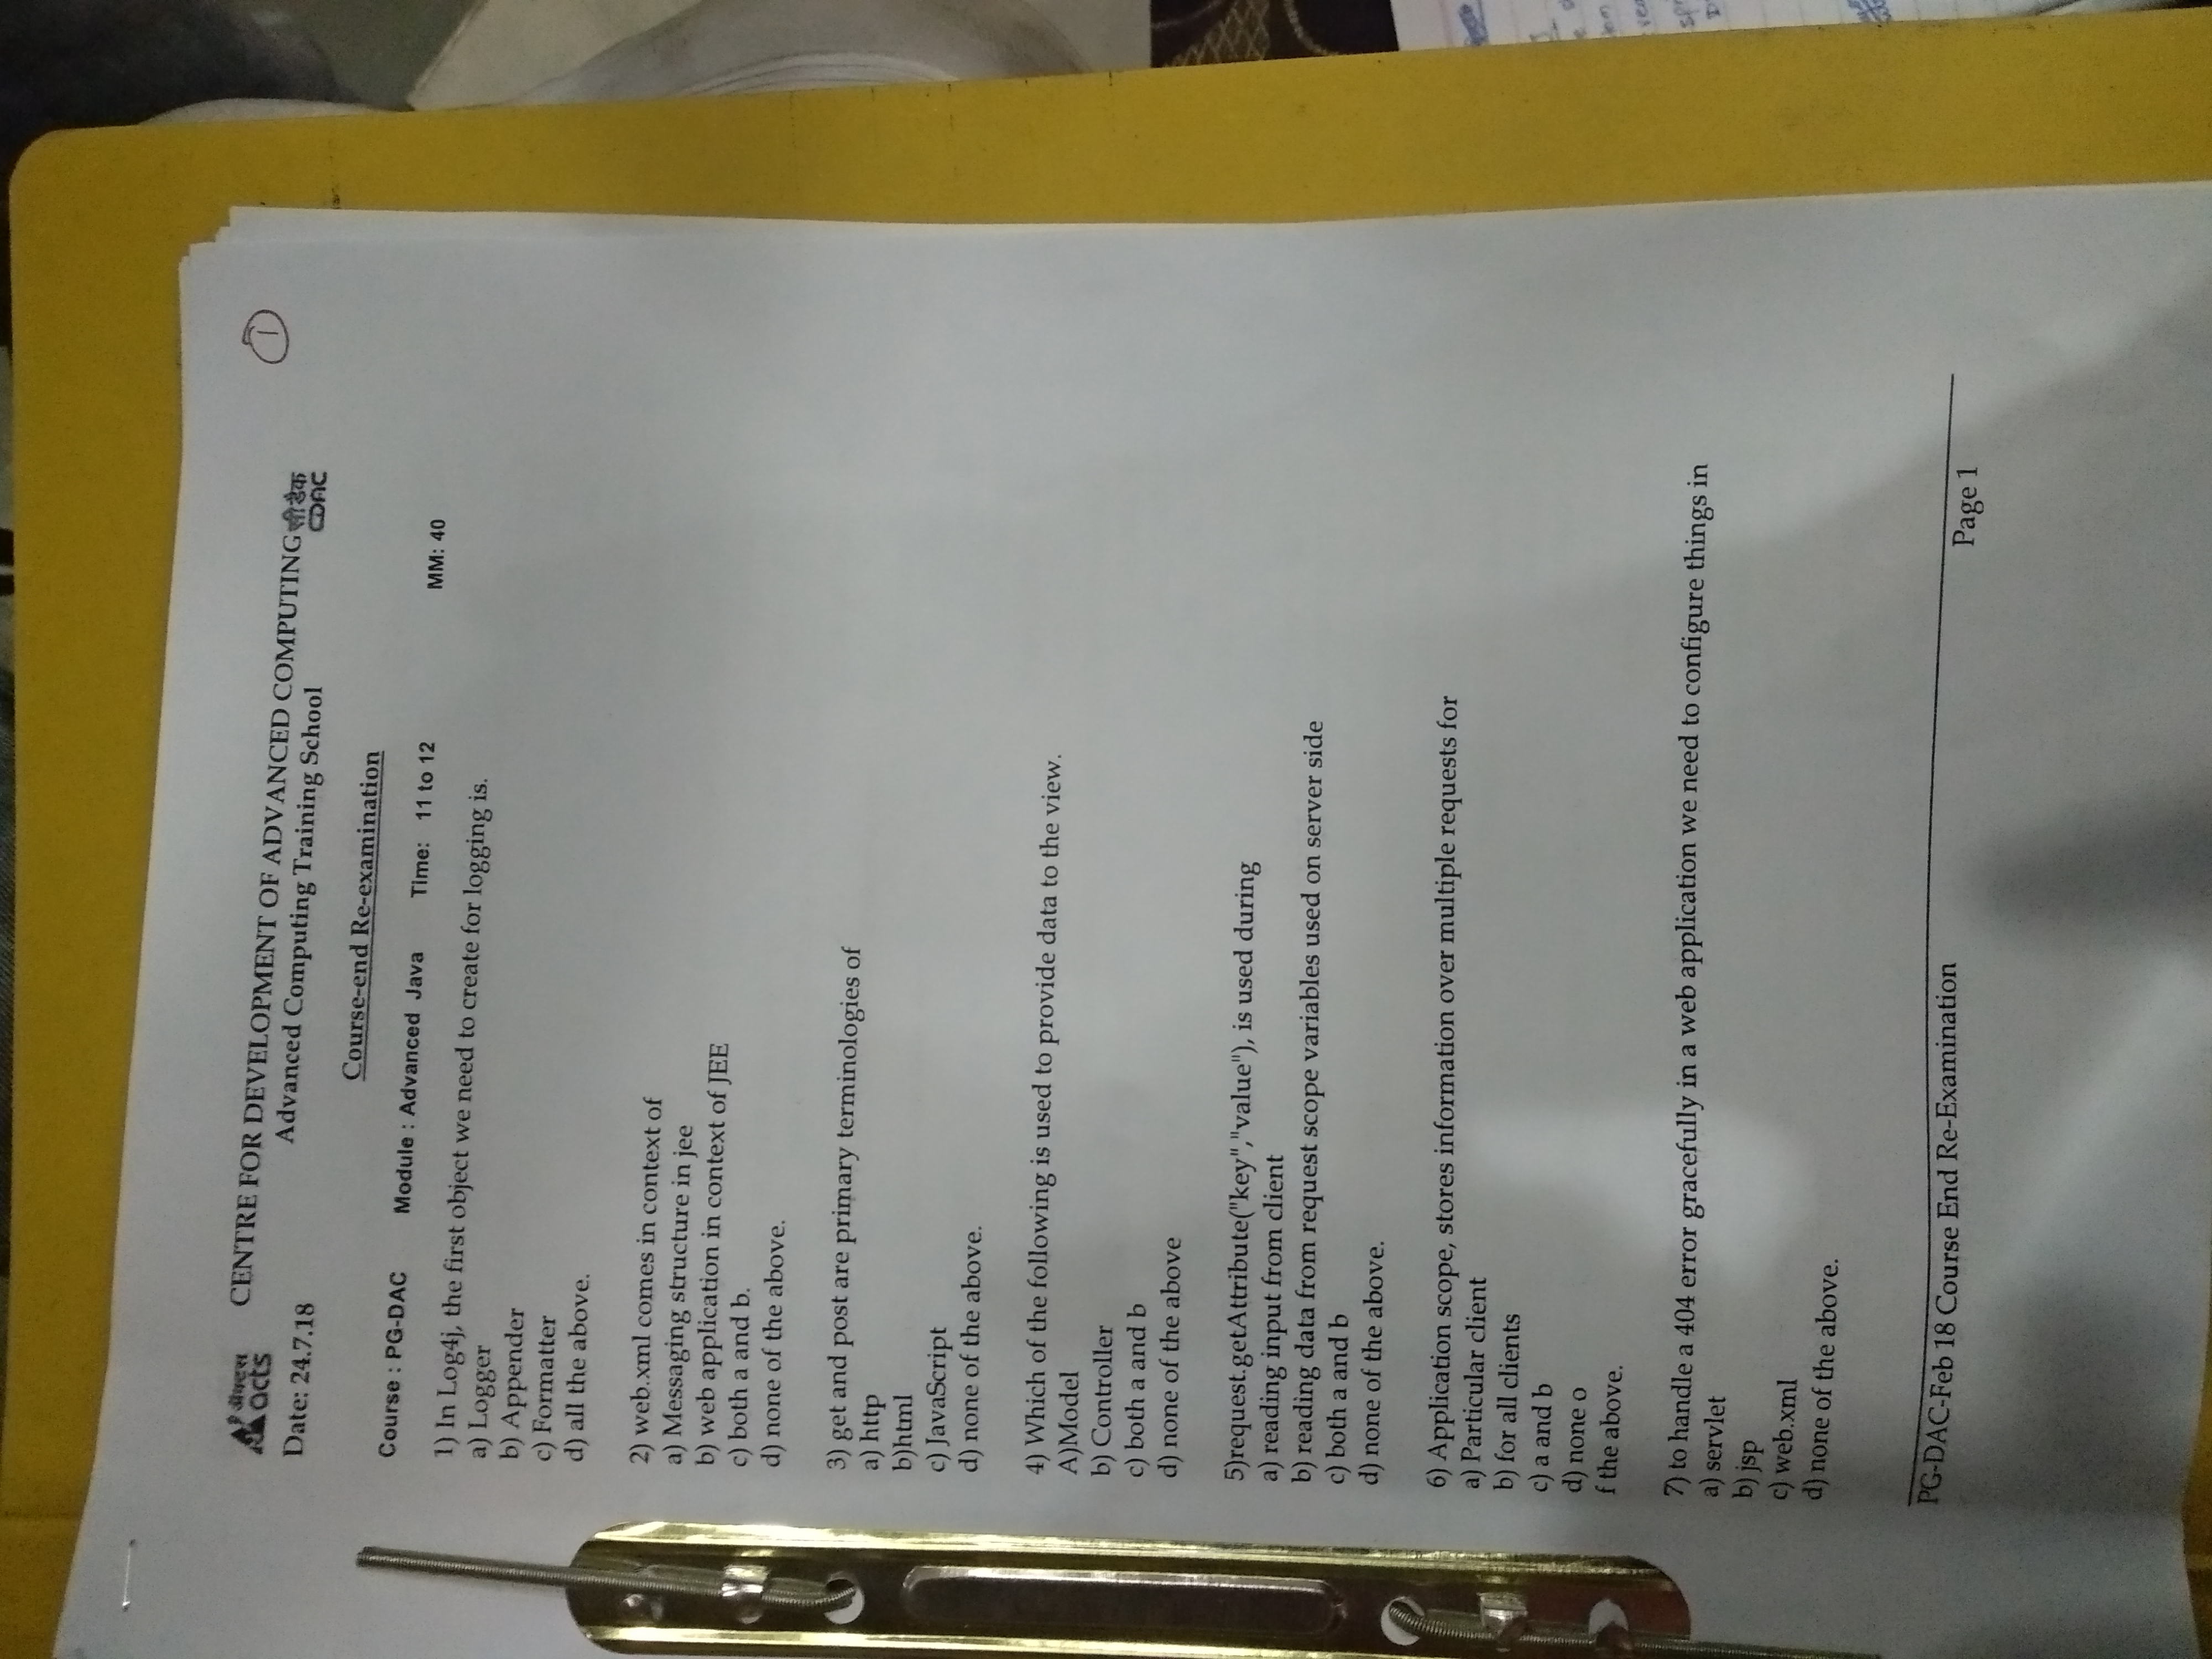 अॅक्टस
acts
CENTRE FOR DEVELOPMENT OF ADVANCED COMPUTING
सी डैक
CDAC
1
Date: 24.7.18
Advanced Computing Training School
Course-end Re-examination
Course : PG-DAC Module : Advanced Java Time: 11 to 12 MM: 40
1) In Log4j, the first object we need to create for logging is.
a) Logger
b) Appender
c) Formatter
d) all the above.
2) web.xml comes in context of
a) Messaging structure in jee
b) web application in context of JEE
c) both a and b.
d) none of the above.
3) get and post are primary terminologies of
a) http
b)html
c) JavaScript
d) none of the above.
4) Which of the following is used to provide data to the view.
A)Model
b) Controller
c) both a and b
d) none of the above
5)request.getAttribute("key","value"), is used during
a) reading input from client
b) reading data from request scope variables used on server side
c) both a and b
d) none of the above.
6) Application scope, stores information over multiple requests for
a) Particular client
b) for all clients
c) a and b
d) none o
f the above.
7) to handle a 404 error gracefully in a web application we need to configure things in
a) servlet
b) jsp
c) web.xml
d) none of the above.
PG-DAC-Feb 18 Course End Re-Examination
Page 1